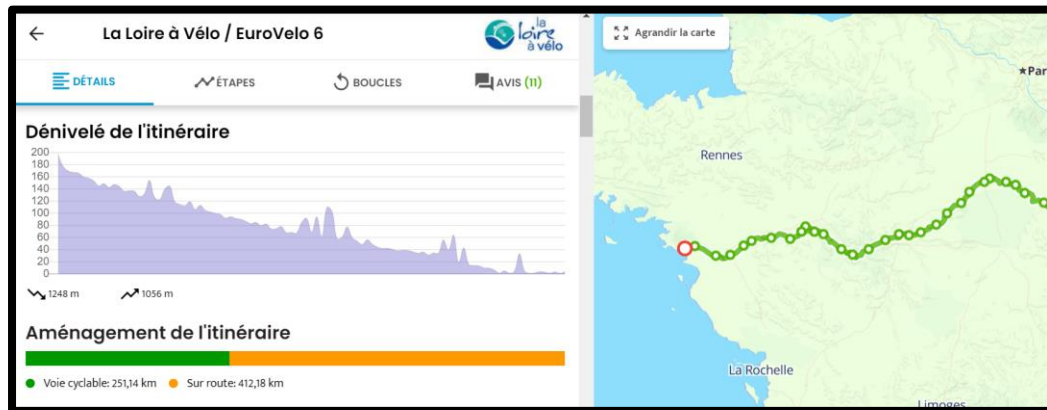 La Loire à Vélo / EuroVelo 6
la
loire
à vélo
DÉTAILS
ÉTAPES
BOUCLES
AVIS (11)
Dénivelé de l'itinéraire
200
180
160
140
120
100
80
60
40
20
0
1248 m
1056 m
Aménagement de l'itinéraire
Voie cyclable: 251,14 km
Sur route: 412,18 km
Agrandir la carte
Par
Rennes
La Rochelle
Limoges